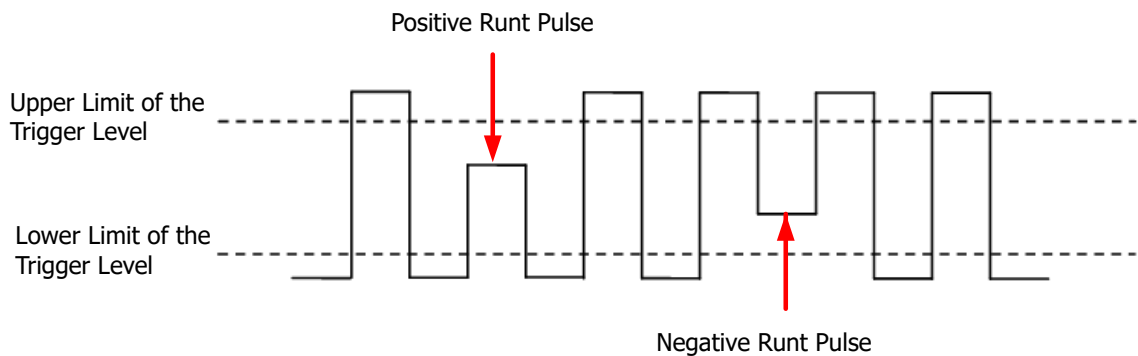 Positive Runt Pulse
Upper Limit of the
Trigger Level
Lower Limit of the
Trigger Level
Negative Runt Pulse